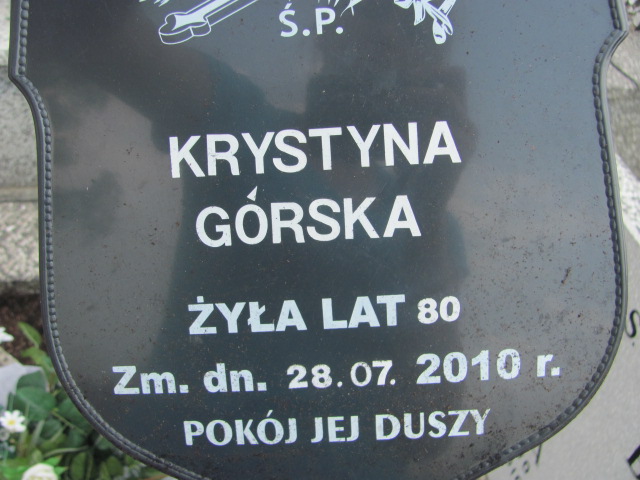 Ś.P.
KRYSTYNA
GÓRSKA
ŻYŁA LAT 80
Zm. dn. 28.07. 2010 r.
POKÓJ JEJ DUSZY